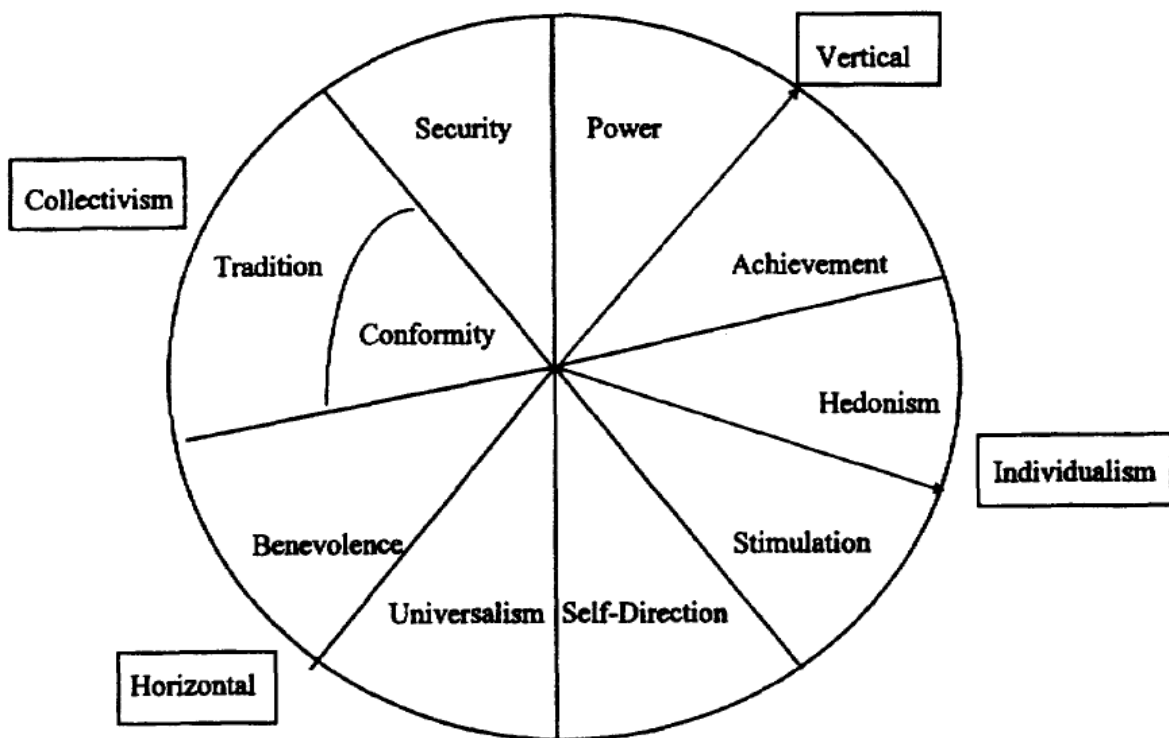 Vertical
Security
Power
Collectivism
Tradition
Achievement
Conformity
Hedonism
Individualism
Benevolence
Stimulation
Universalism
Self-Direction
Horizontal